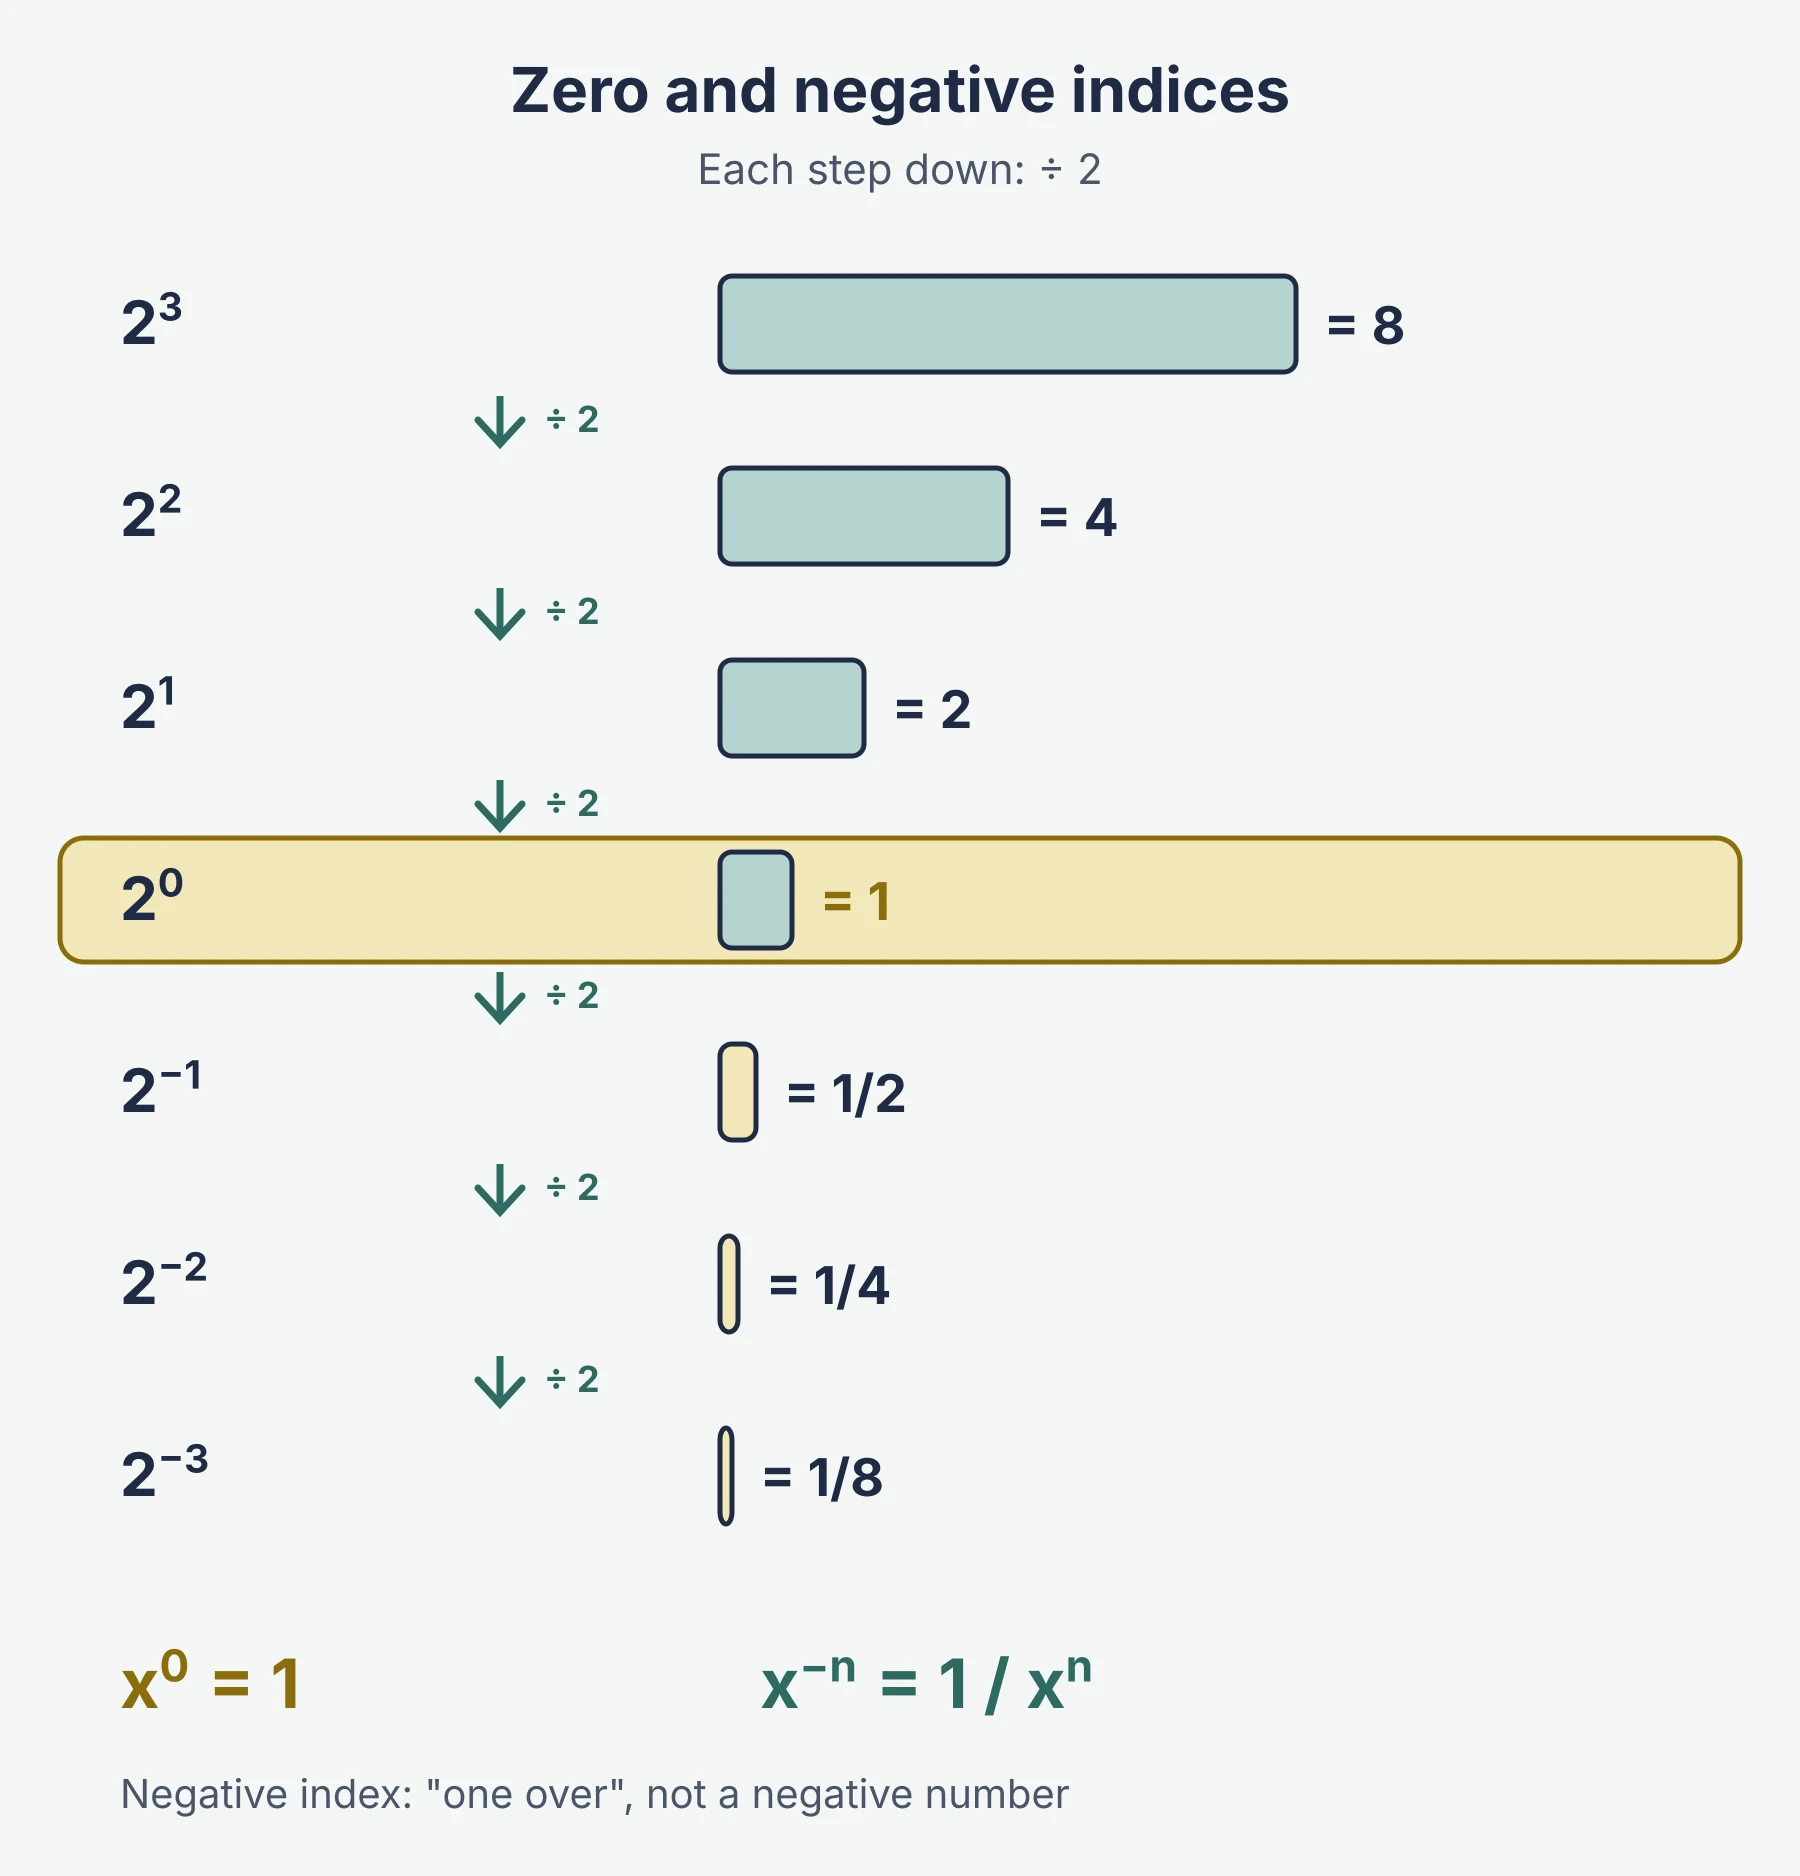 Zero and negative indices
Each step down: ÷ 2
2³ = 8
÷ 2
2² = 4
÷ 2
2¹ = 2
÷ 2
2⁰ = 1
÷ 2
2⁻¹ = 1/2
÷ 2
2⁻² = 1/4
÷ 2
2⁻³ = 1/8
x⁰ = 1 x⁻ⁿ = 1 / xⁿ
Negative index: "one over", not a negative number